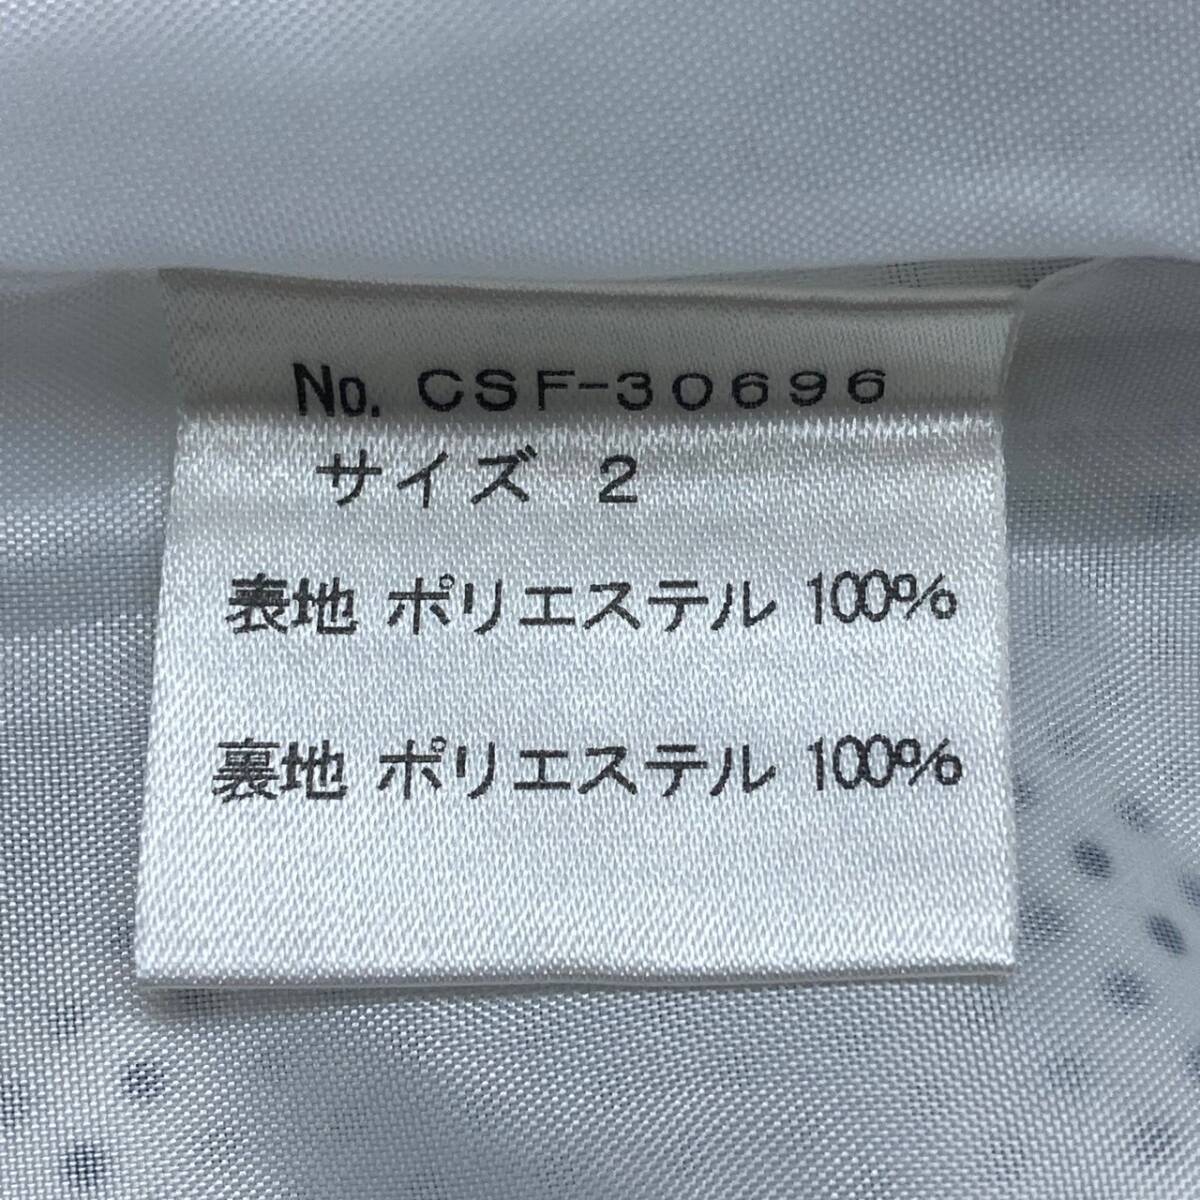 No. CSF-30696
サイズ 2
表地 ポリエステル 100%
裏地 ポリエステル 100%